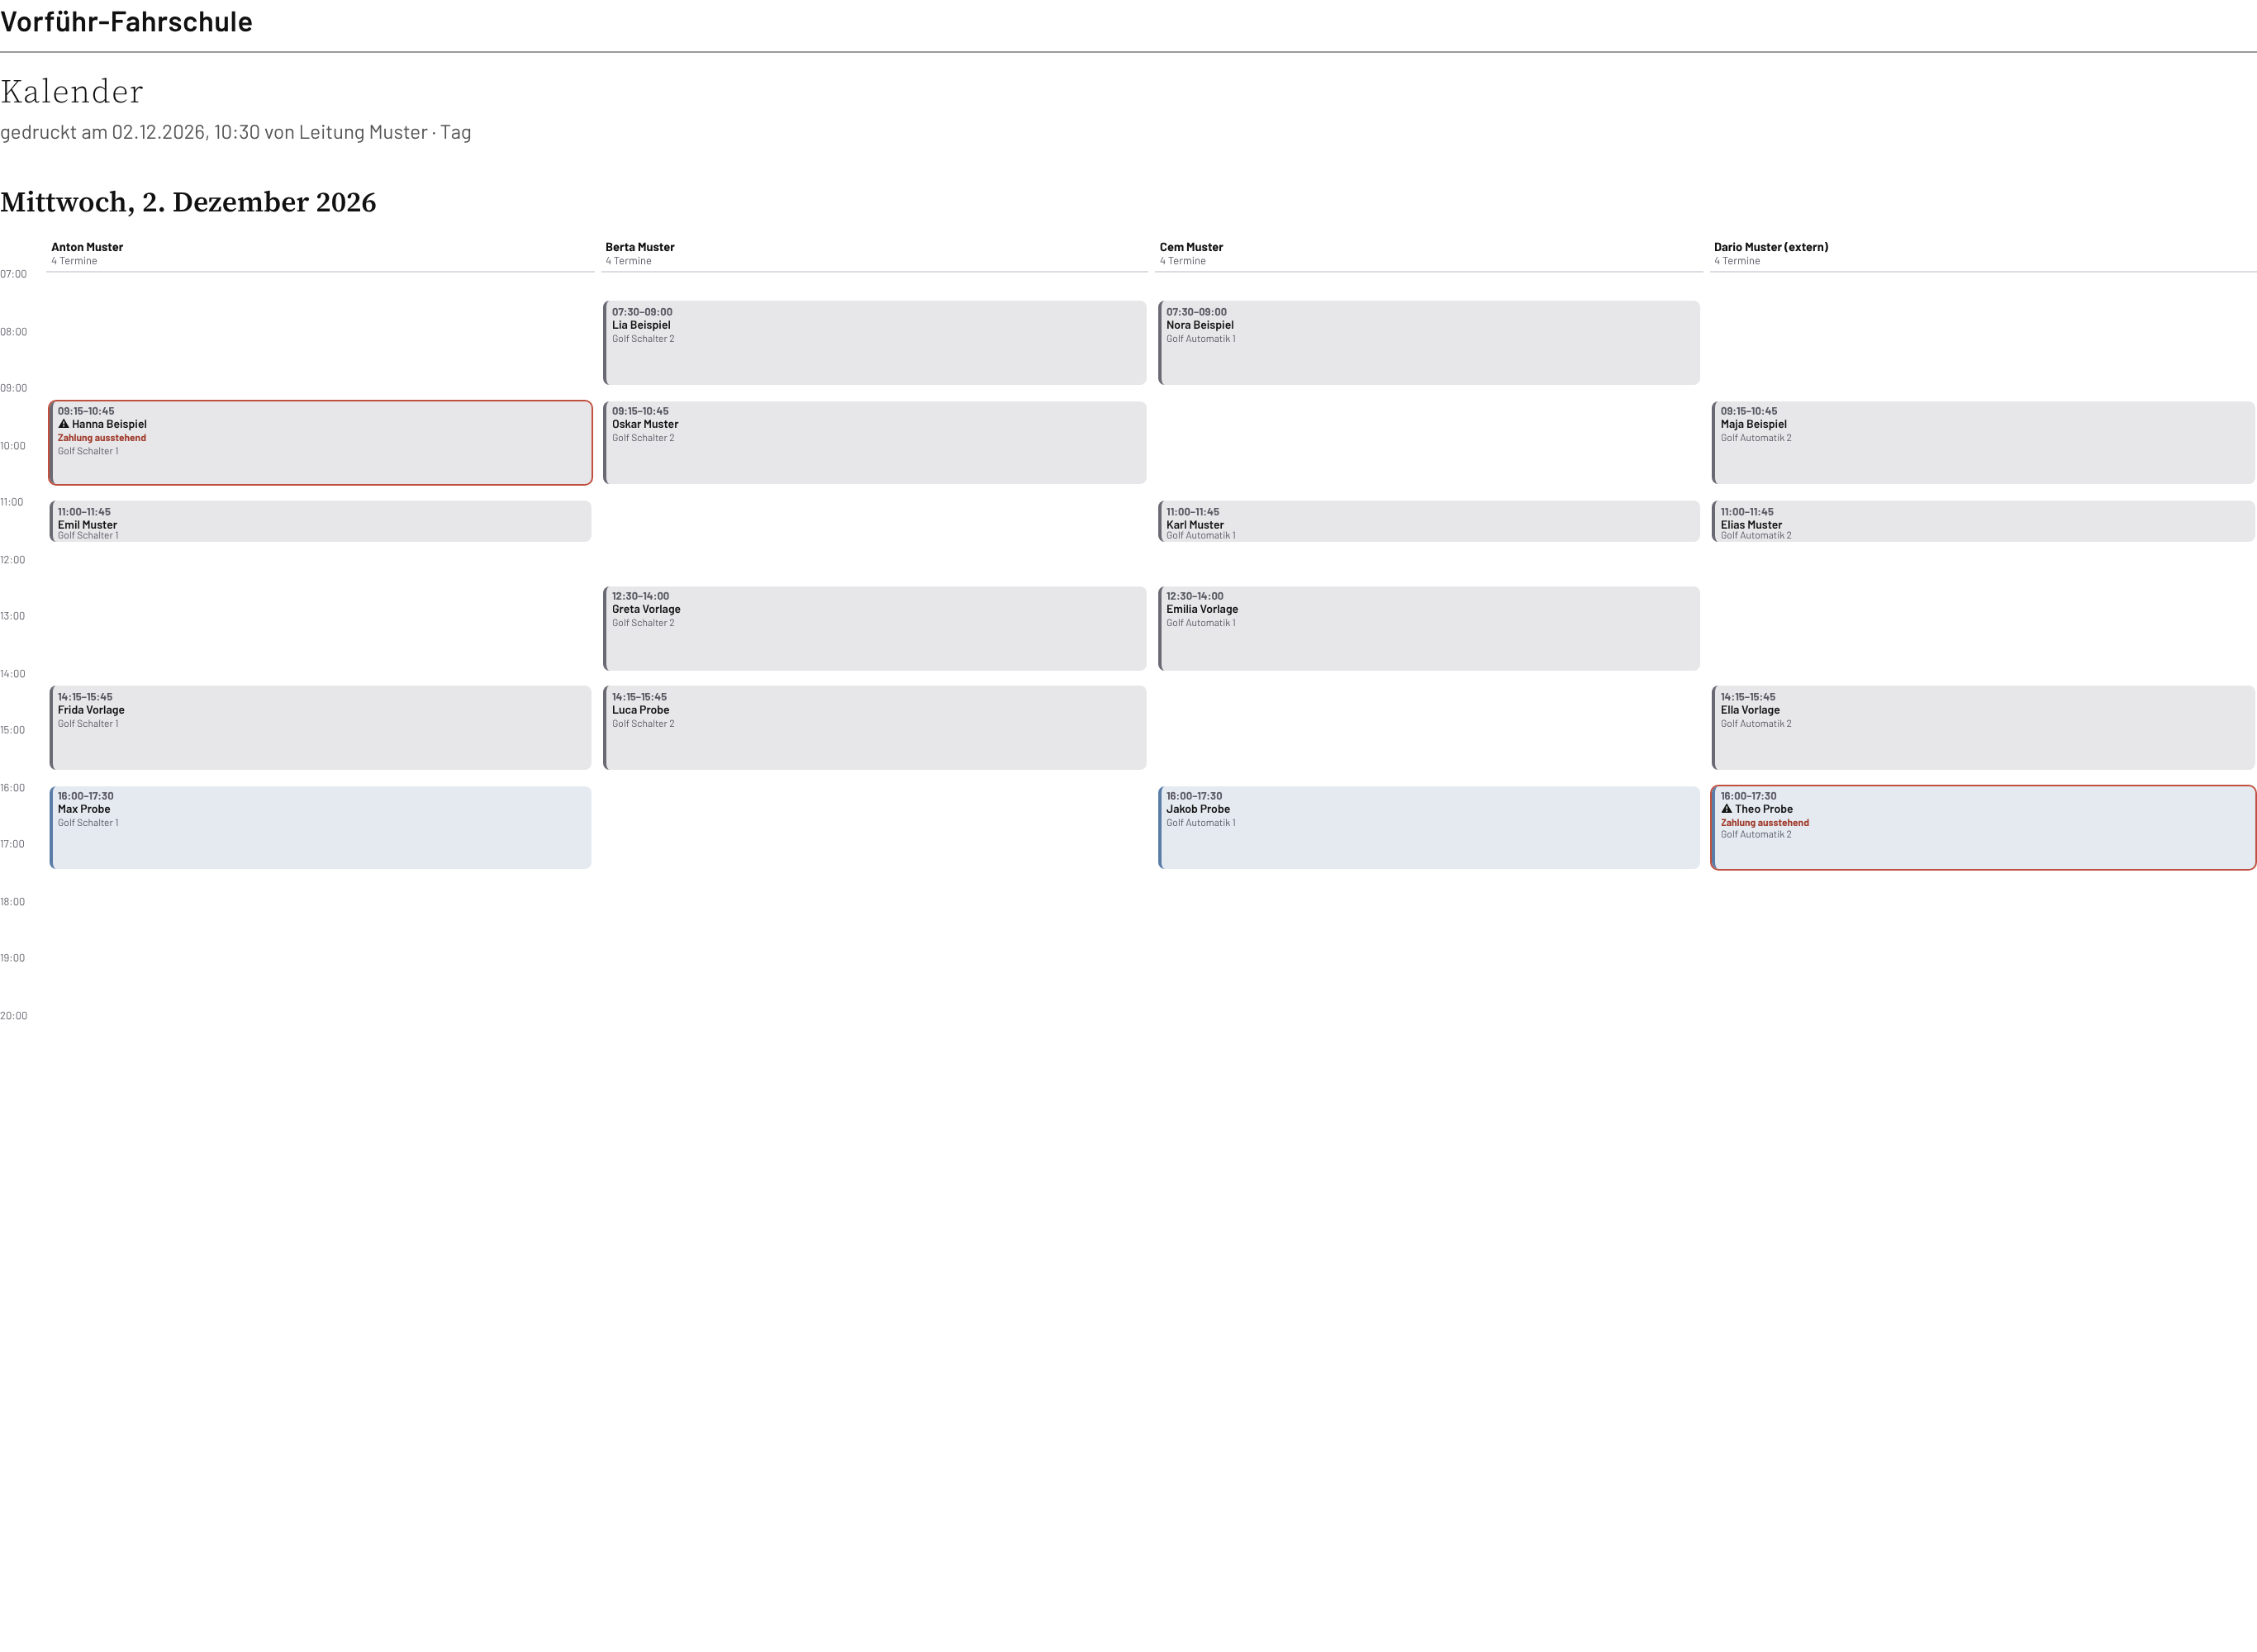 Vorführ-Fahrschule
Kalender
gedruckt am 02.12.2026, 10:30 von Leitung Muster · Tag
Mittwoch, 2. Dezember 2026
Anton Muster
4 Termine
Berta Muster
4 Termine
Cem Muster
4 Termine
Dario Muster (extern)
4 Termine
07:00
07:30–09:00
Lia Beispiel
Golf Schalter 2
07:30–09:00
Nora Beispiel
Golf Automatik 1
08:00
09:00
09:15–10:45
⚠ Hanna Beispiel
Zahlung ausstehend
Golf Schalter 1
09:15–10:45
Oskar Muster
Golf Schalter 2
09:15–10:45
Maja Beispiel
Golf Automatik 2
10:00
11:00
11:00–11:45
Emil Muster
Golf Schalter 1
11:00–11:45
Karl Muster
Golf Automatik 1
11:00–11:45
Elias Muster
Golf Automatik 2
12:00
12:30–14:00
Greta Vorlage
Golf Schalter 2
12:30–14:00
Emilia Vorlage
Golf Automatik 1
13:00
14:00
14:15–15:45
Frida Vorlage
Golf Schalter 1
14:15–15:45
Luca Probe
Golf Schalter 2
14:15–15:45
Ella Vorlage
Golf Automatik 2
15:00
16:00
16:00–17:30
Max Probe
Golf Schalter 1
16:00–17:30
Jakob Probe
Golf Automatik 1
16:00–17:30
⚠ Theo Probe
Zahlung ausstehend
Golf Automatik 2
17:00
18:00
19:00
20:00